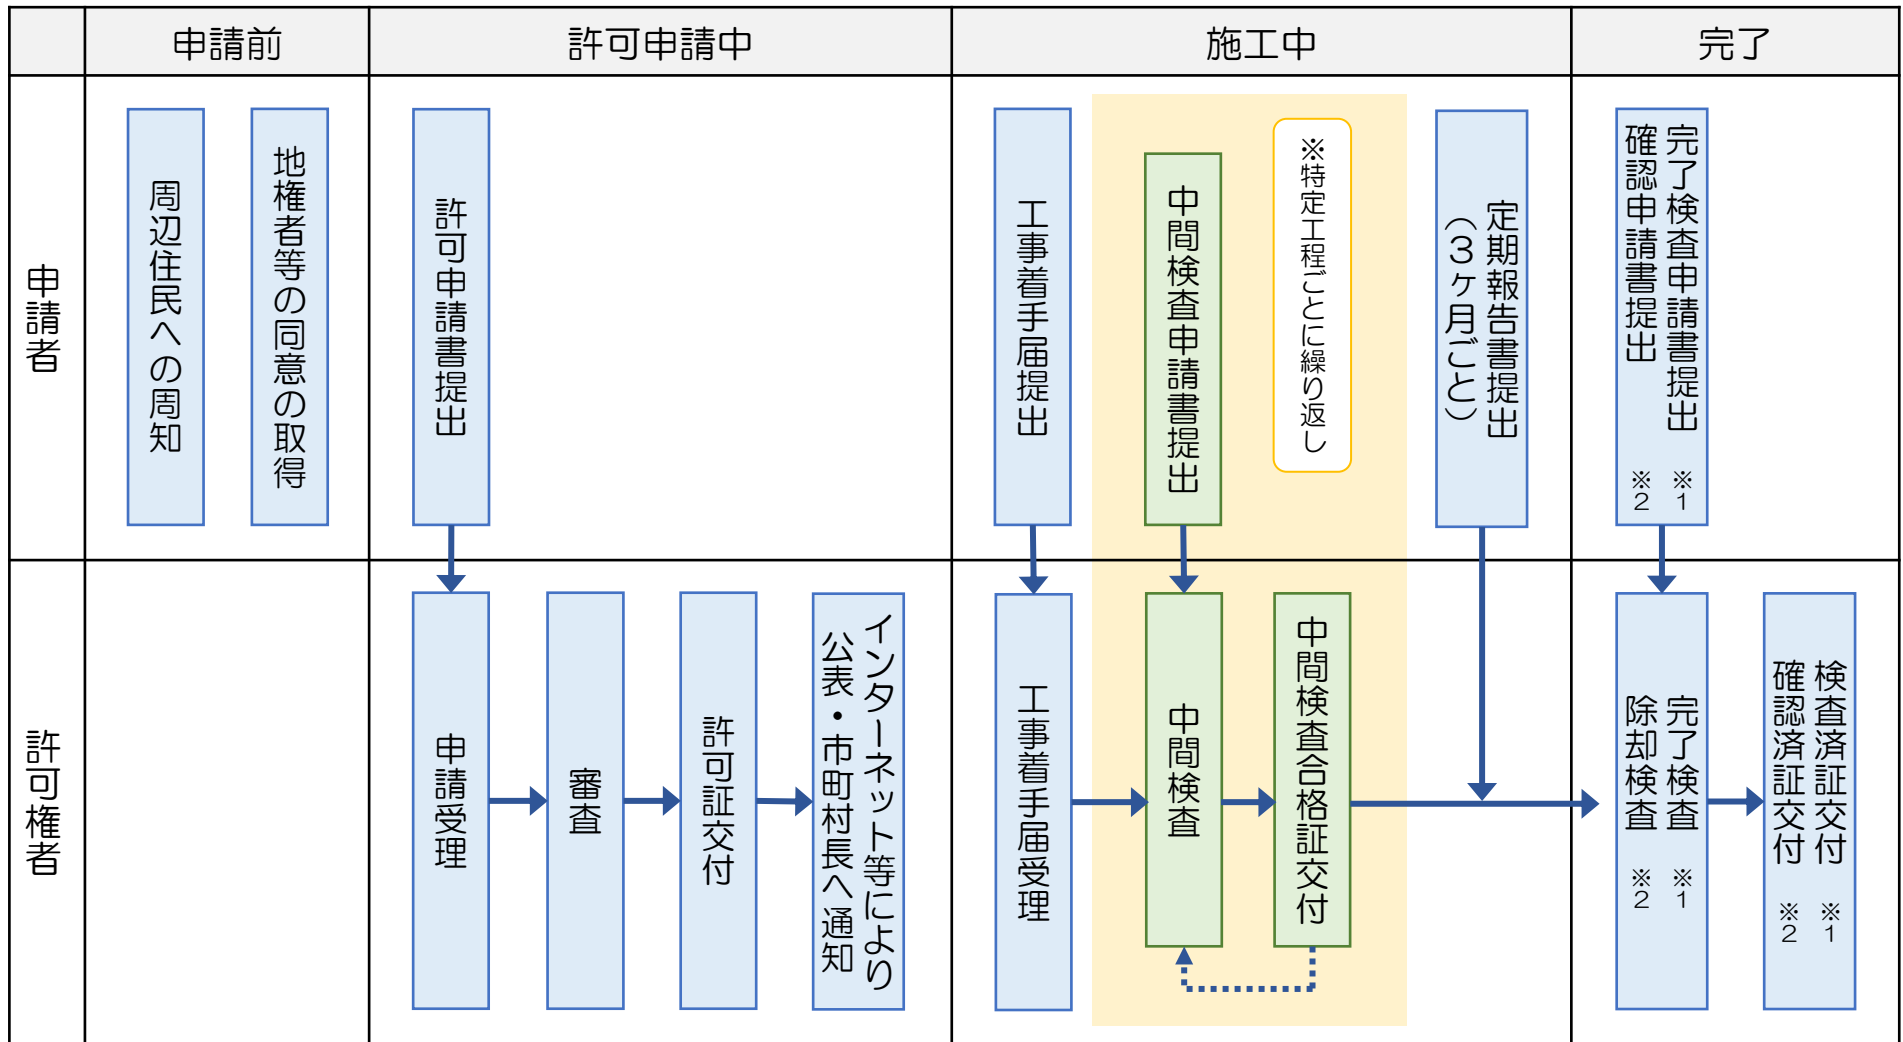 申請前
許可申請中
施工中
完了
申請者
周辺住民への周知
地権者等の同意の取得
許可申請書提出
工事着手届提出
中間検査申請書提出
※特定工程ごとに繰り返し
定期報告書提出
（３ヶ月ごと）
完了検査申請書提出 ※1
確認申請書提出 ※2
許可権者
申請受理
審査
許可証交付
インターネット等により
公表・市町村長へ通知
工事着手届受理
中間検査
中間検査合格証交付
完了検査 ※1
除却検査 ※2
検査済証交付 ※1
確認済証交付 ※2